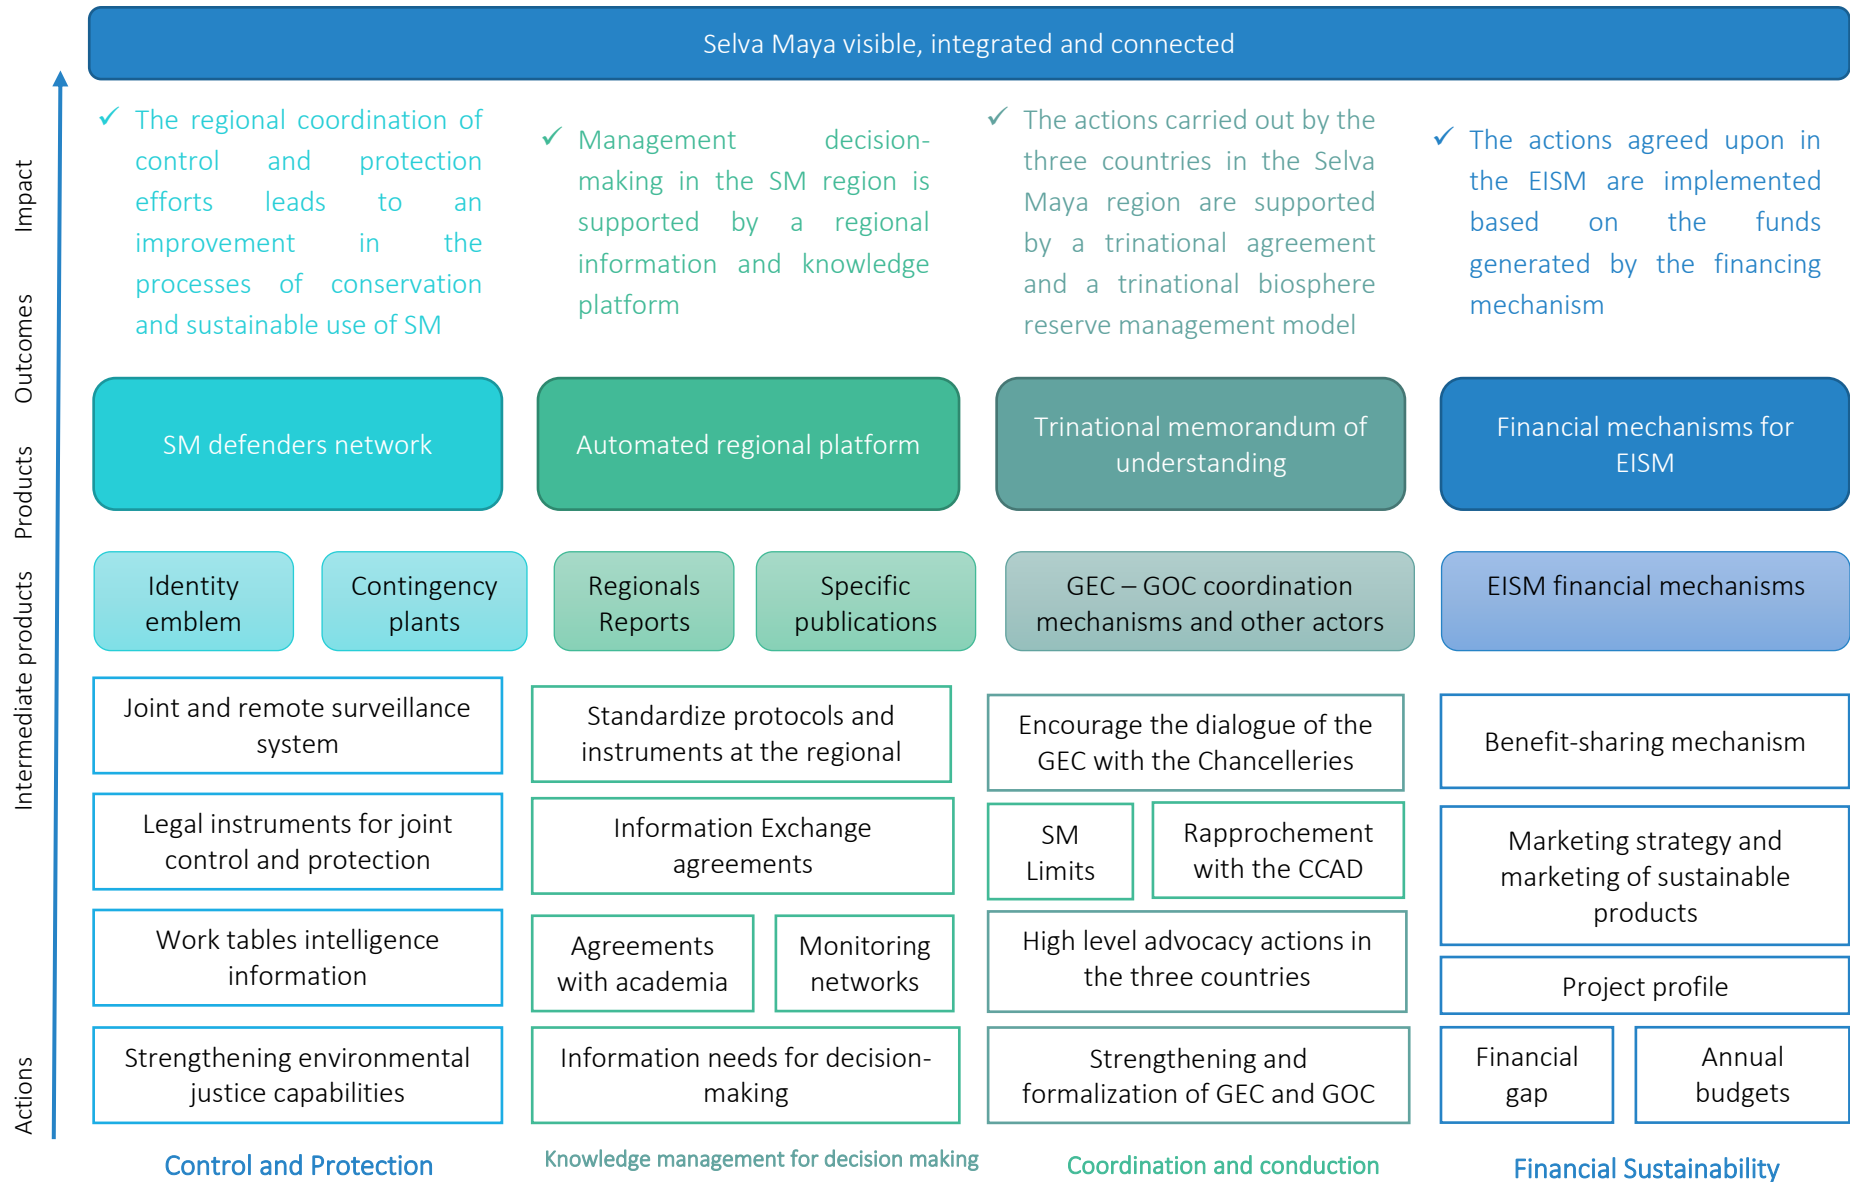 Selva Maya visible, integrated and connected
Impact
Outcomes
Products
Intermediate products
Actions
✓ The regional coordination of
control and protection
efforts leads to an
improvement in the
processes of conservation
and sustainable use of SM
✓ Management decision-
making in the SM region is
supported by a regional
information and knowledge
platform
✓ The actions carried out by the
three countries in the Selva
Maya region are supported
by a trinational agreement
and a trinational biosphere
reserve management model
✓ The actions agreed upon in
the EISM are implemented
based on the funds
generated by the financing
mechanism
SM defenders network
Automated regional platform
Trinational memorandum of
understanding
Financial mechanisms for
EISM
Identity
emblem
Contingency
plants
Regionals
Reports
Specific
publications
GEC – GOC coordination
mechanisms and other actors
EISM financial mechanisms
Joint and remote surveillance
system
Legal instruments for joint
control and protection
Work tables intelligence
information
Strengthening environmental
justice capabilities
Standardize protocols and
instruments at the regional
Information Exchange
agreements
Agreements
with academia
Monitoring
networks
Information needs for decision-
making
Encourage the dialogue of the
GEC with the Chancelleries
SM
Limits
Rapprochement
with the CCAD
High level advocacy actions in
the three countries
Strengthening and
formalization of GEC and GOC
Benefit-sharing mechanism
Marketing strategy and
marketing of sustainable
products
Project profile
Financial
gap
Annual
budgets
Control and Protection
Knowledge management for decision making
Coordination and conduction
Financial Sustainability